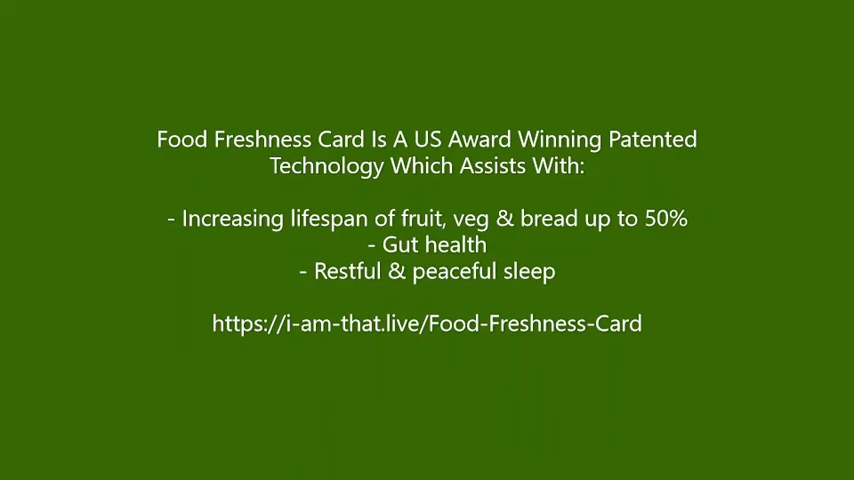 Food Freshness Card Is A US Award Winning Patented
Technology Which Assists With:
- Increasing lifespan of fruit, veg & bread up to 50%
- Gut health
- Restful & peaceful sleep
https://i-am-that.live/Food-Freshness-Card